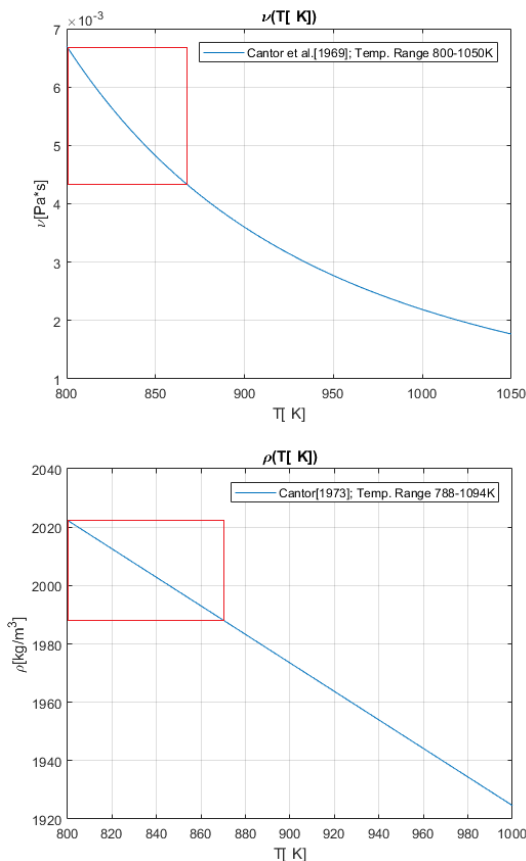 ν(T[ K])
×10⁻³
7
6
5
4
3
2
1
ν[Pa*s]
Cantor et al.[1969]; Temp. Range 800-1050K
800 850 900 950 1000 1050
T[ K]
ρ(T[ K])
2040
2020
2000
1980
1960
1940
1920
ρ[kg/m³]
Cantor[1973]; Temp. Range 788-1094K
800 820 840 860 880 900 920 940 960 980 1000
T[ K]